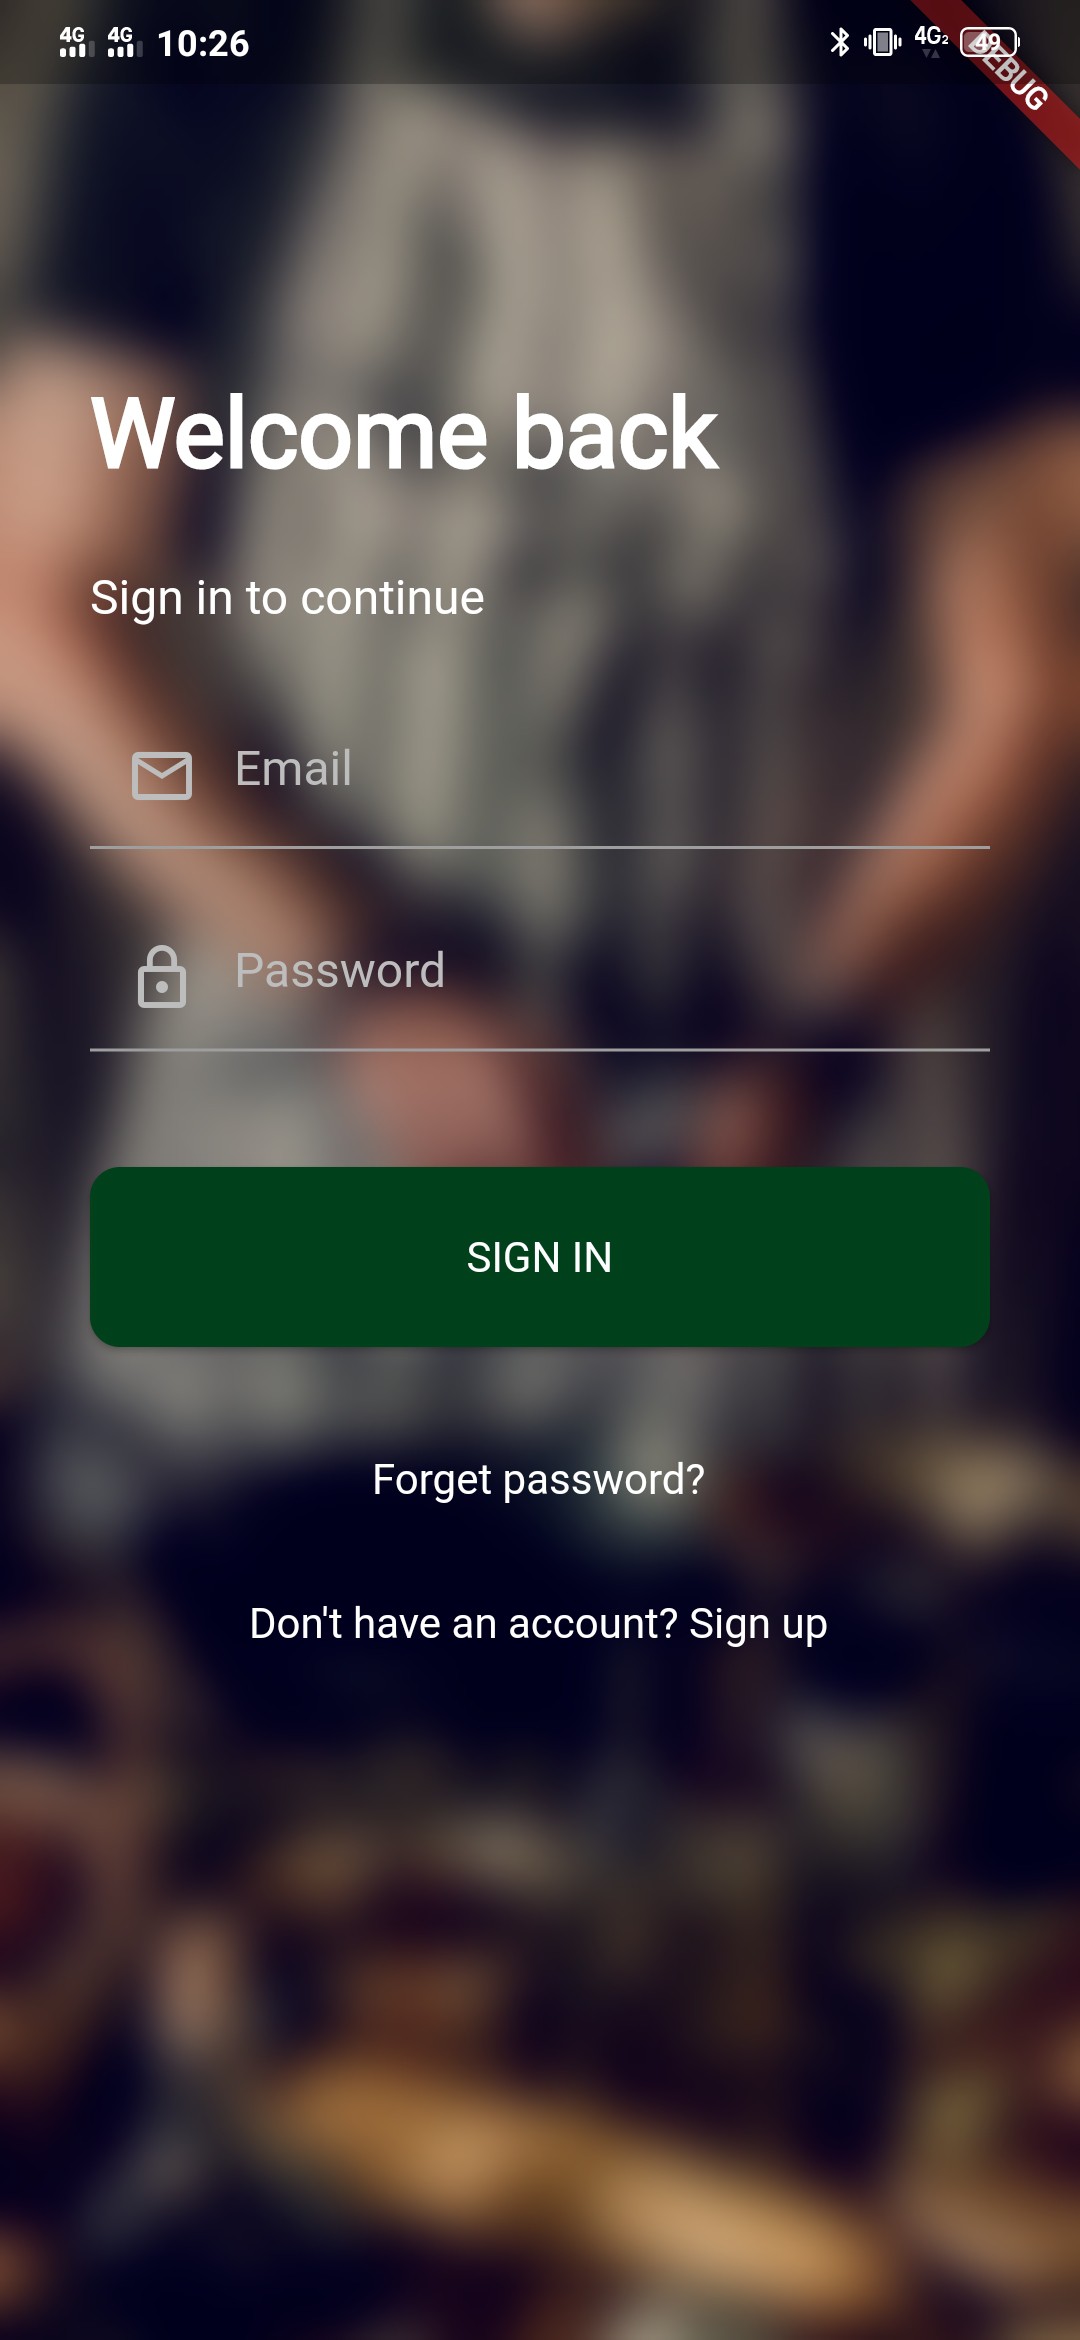 4G 4G 10:26 4G2 49
DEBUG
Welcome back
Sign in to continue
Email
Password
SIGN IN
Forget password?
Don't have an account? Sign up